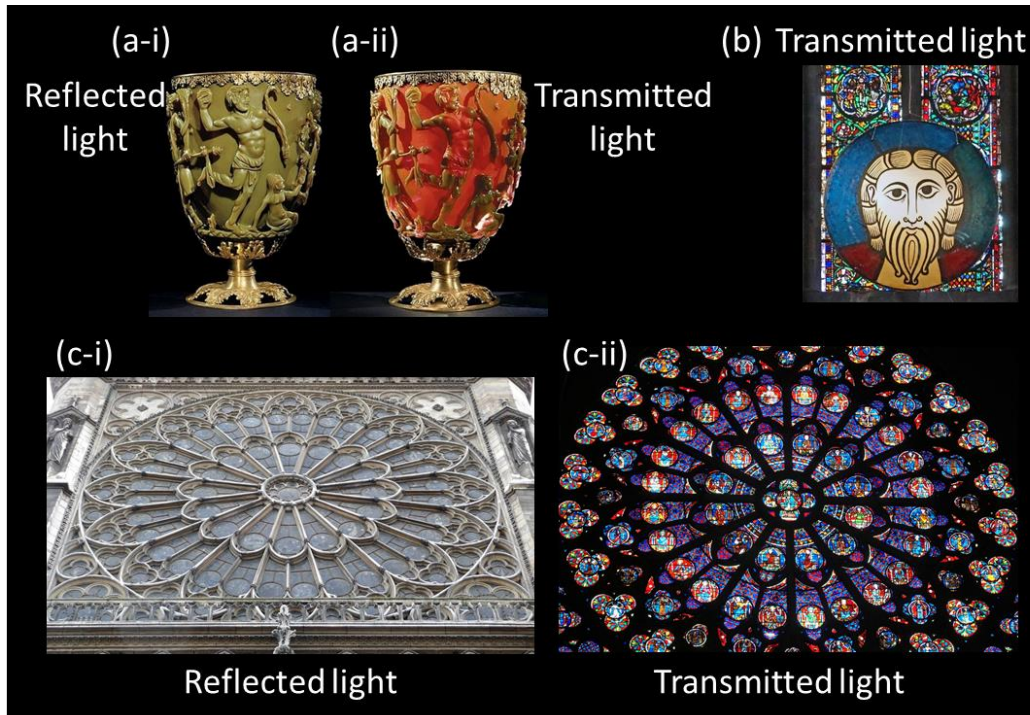 (a-i)
Reflected
light
(a-ii)
Transmitted
light
(b) Transmitted light
(c-i)
Reflected light
(c-ii)
Transmitted light